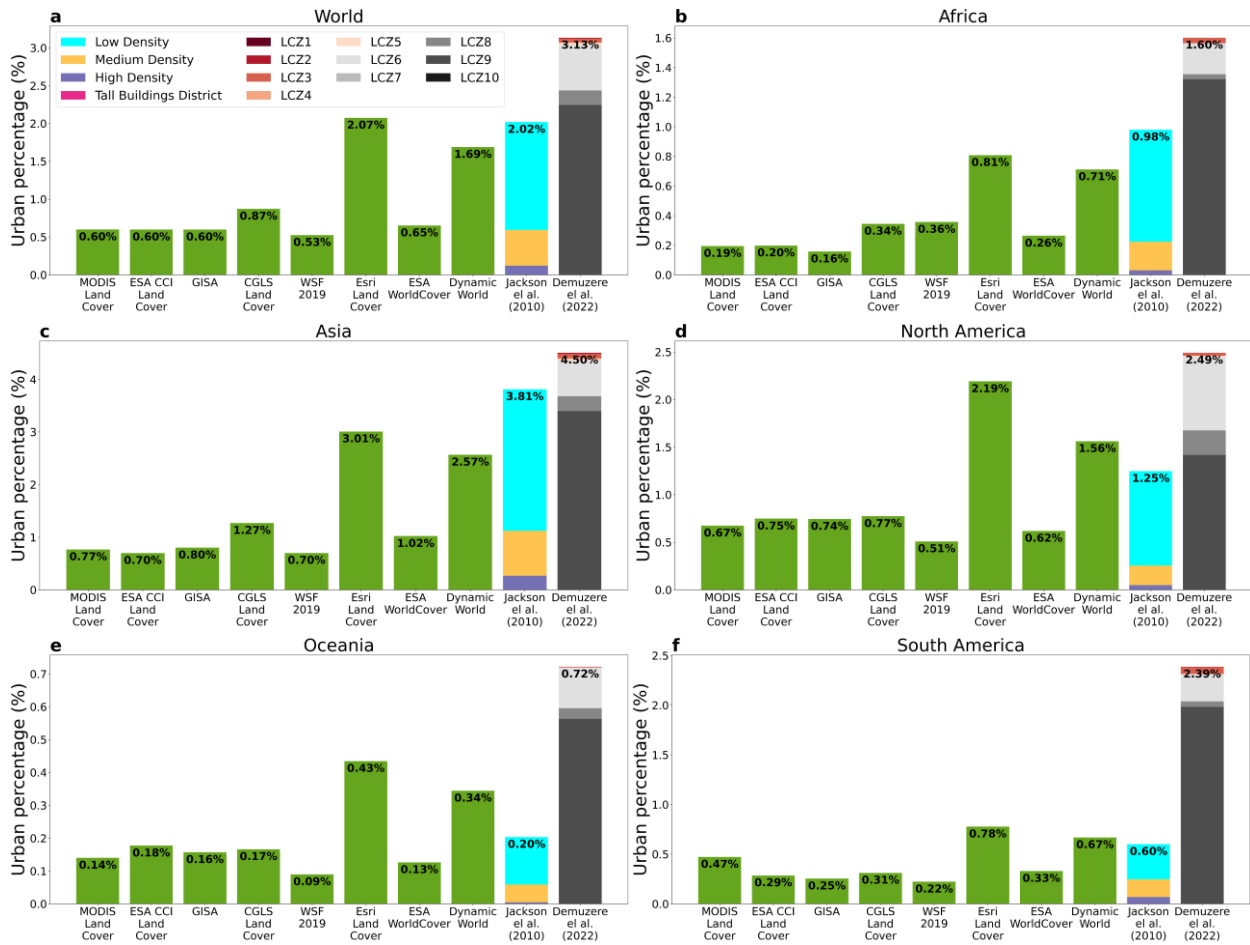 a World
Urban percentage (%)
3.0
2.5
2.0
1.5
1.0
0.5
0.0
Low Density
Medium Density
High Density
Tall Buildings District
LCZ1
LCZ2
LCZ3
LCZ4
LCZ5
LCZ6
LCZ7
LCZ8
LCZ9
LCZ10
0.60% 0.60% 0.60% 0.87% 0.53% 2.07% 0.65% 1.69% 2.02% 3.13%
MODIS ESA CCI GISA CGLS WSF Esri ESA Dynamic Jackson Demuzere
Land Land Land 2019 Land WorldCover World el al. et al.
Cover Cover Cover Cover (2010) (2022)
b Africa
Urban percentage (%)
1.6
1.4
1.2
1.0
0.8
0.6
0.4
0.2
0.0
0.19% 0.20% 0.16% 0.34% 0.36% 0.81% 0.26% 0.71% 0.98% 1.60%
MODIS ESA CCI GISA CGLS WSF Esri ESA Dynamic Jackson Demuzere
Land Land Land 2019 Land WorldCover World el al. et al.
Cover Cover Cover Cover (2010) (2022)
c Asia
Urban percentage (%)
4
3
2
1
0
0.77% 0.70% 0.80% 1.27% 0.70% 3.01% 1.02% 2.57% 3.81% 4.50%
MODIS ESA CCI GISA CGLS WSF Esri ESA Dynamic Jackson Demuzere
Land Land Land 2019 Land WorldCover World el al. et al.
Cover Cover Cover Cover (2010) (2022)
d North America
Urban percentage (%)
2.5
2.0
1.5
1.0
0.5
0.0
0.67% 0.75% 0.74% 0.77% 0.51% 2.19% 0.62% 1.56% 1.25% 2.49%
MODIS ESA CCI GISA CGLS WSF Esri ESA Dynamic Jackson Demuzere
Land Land Land 2019 Land WorldCover World el al. et al.
Cover Cover Cover Cover (2010) (2022)
e Oceania
Urban percentage (%)
0.7
0.6
0.5
0.4
0.3
0.2
0.1
0.0
0.14% 0.18% 0.16% 0.17% 0.09% 0.43% 0.13% 0.34% 0.20% 0.72%
MODIS ESA CCI GISA CGLS WSF Esri ESA Dynamic Jackson Demuzere
Land Land Land 2019 Land WorldCover World el al. et al.
Cover Cover Cover Cover (2010) (2022)
f South America
Urban percentage (%)
2.5
2.0
1.5
1.0
0.5
0.0
0.47% 0.29% 0.25% 0.31% 0.22% 0.78% 0.33% 0.67% 0.60% 2.39%
MODIS ESA CCI GISA CGLS WSF Esri ESA Dynamic Jackson Demuzere
Land Land Land 2019 Land WorldCover World el al. et al.
Cover Cover Cover Cover (2010) (2022)